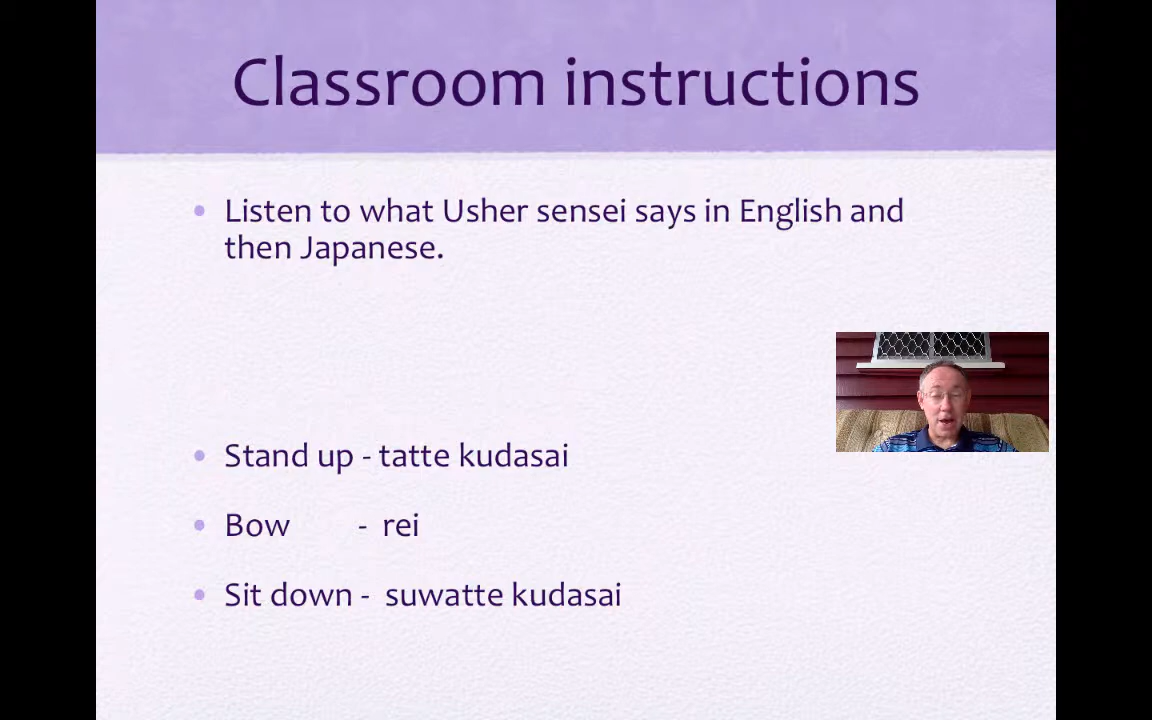 Classroom instructions
• Listen to what Usher sensei says in English and
then Japanese.
• Stand up - tatte kudasai
• Bow - rei
• Sit down - suwatte kudasai